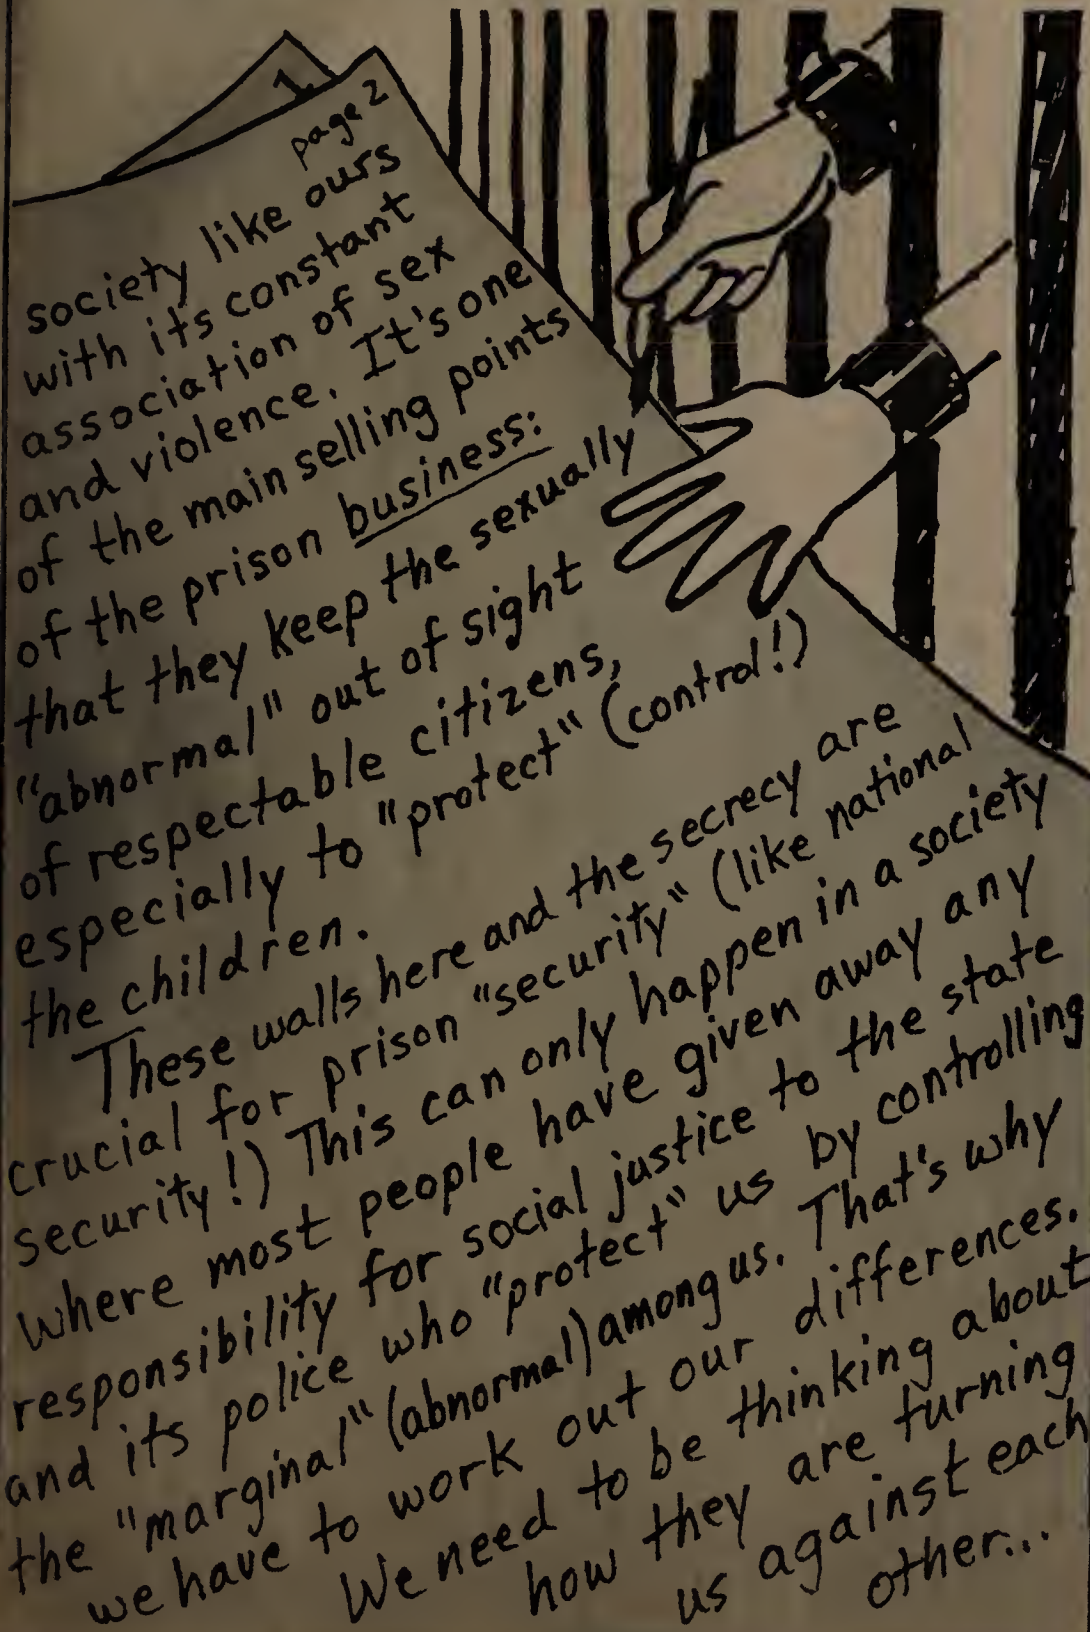 1.
page 2
society like ours
with its constant
association of sex
and violence. It's one
of the main selling points
of the prison business:
that they keep the sexually
"abnormal" out of sight
of respectable citizens,
especially to "protect" (control!)
the children.
These walls here and the secrecy are
crucial for prison "security" (like national
security!) This can only happen in a society
where most people have given away any
responsibility for social justice to the state
and its police who "protect" us by controlling
the "marginal" (abnormal) among us. That's why
we have to work out our differences.
We need to be thinking about
how they are turning
us against each
other...